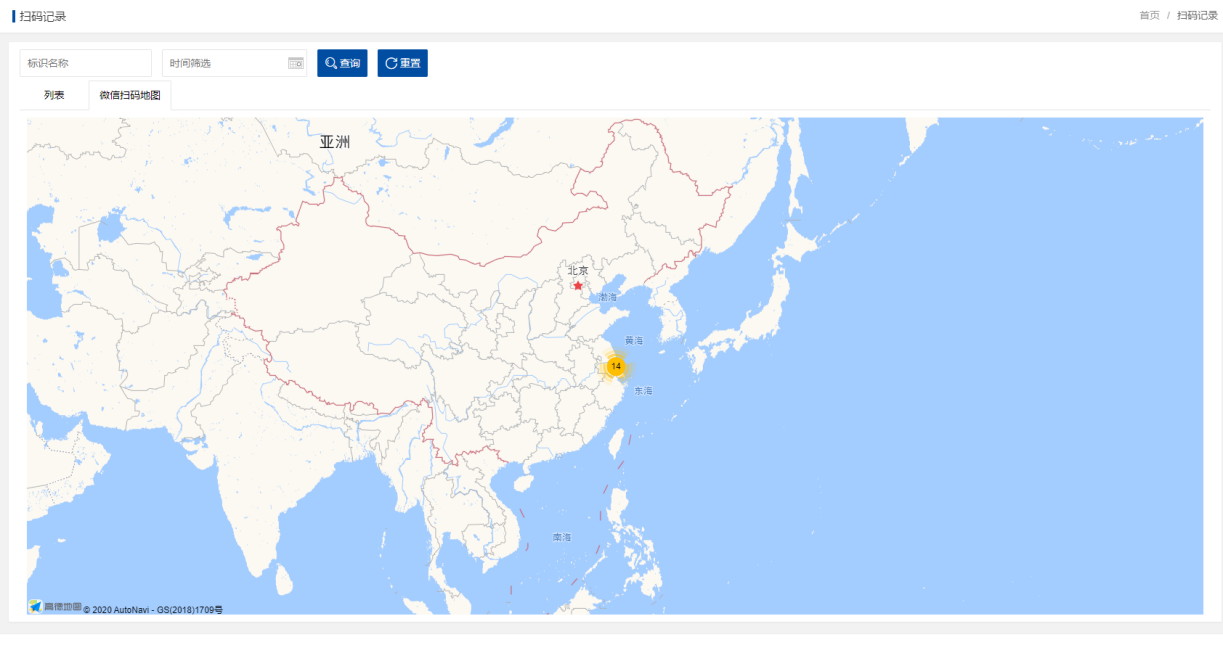 扫码记录
首页 / 扫码记录
标识名称
时间筛选
查询
重置
列表
微信扫码地图
亚洲
北京
渤海
黄海
14
东海
南海
高德地图 © 2020 AutoNavi - GS(2018)1709号